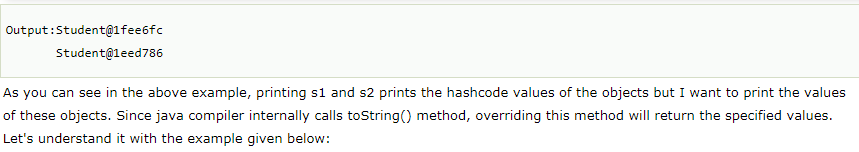 Output:Student@1fee6fc
Student@1eed786
As you can see in the above example, printing s1 and s2 prints the hashcode values of the objects but I want to print the values
of these objects. Since java compiler internally calls toString() method, overriding this method will return the specified values.
Let's understand it with the example given below: